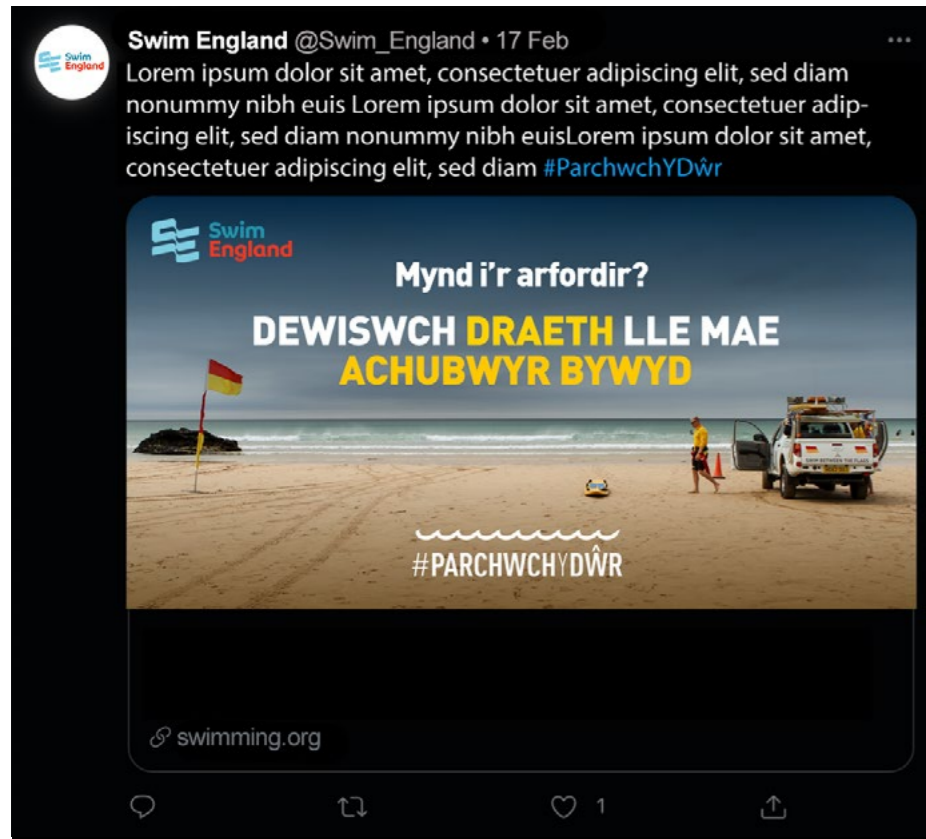 Swim England
Swim England @Swim_England • 17 Feb
Lorem ipsum dolor sit amet, consectetuer adipiscing elit, sed diam
nonummy nibh euis Lorem ipsum dolor sit amet, consectetuer adip-
iscing elit, sed diam nonummy nibh euisLorem ipsum dolor sit amet,
consectetuer adipiscing elit, sed diam #ParchwchYDŵr
Swim
England
Mynd i'r arfordir?
DEWISWCH DRAETH LLE MAE
ACHUBWYR BYWYD
#PARCHWCHYDŴR
swimming.org
1